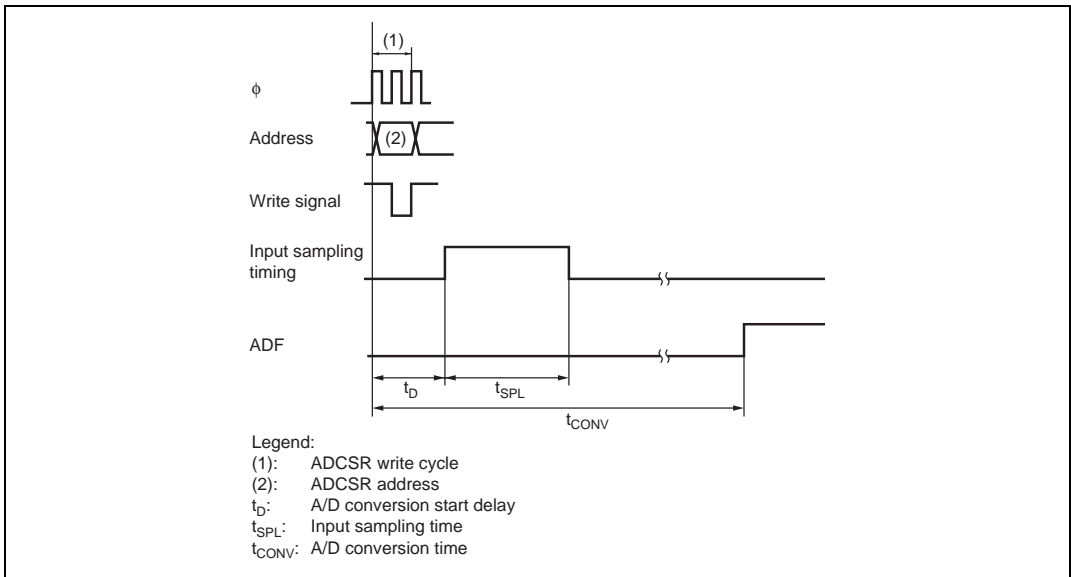 (1)
ϕ
Address
(2)
Write signal
Input sampling
timing
ADF
tD
tSPL
tCONV
Legend:
(1): ADCSR write cycle
(2): ADCSR address
tD: A/D conversion start delay
tSPL: Input sampling time
tCONV: A/D conversion time